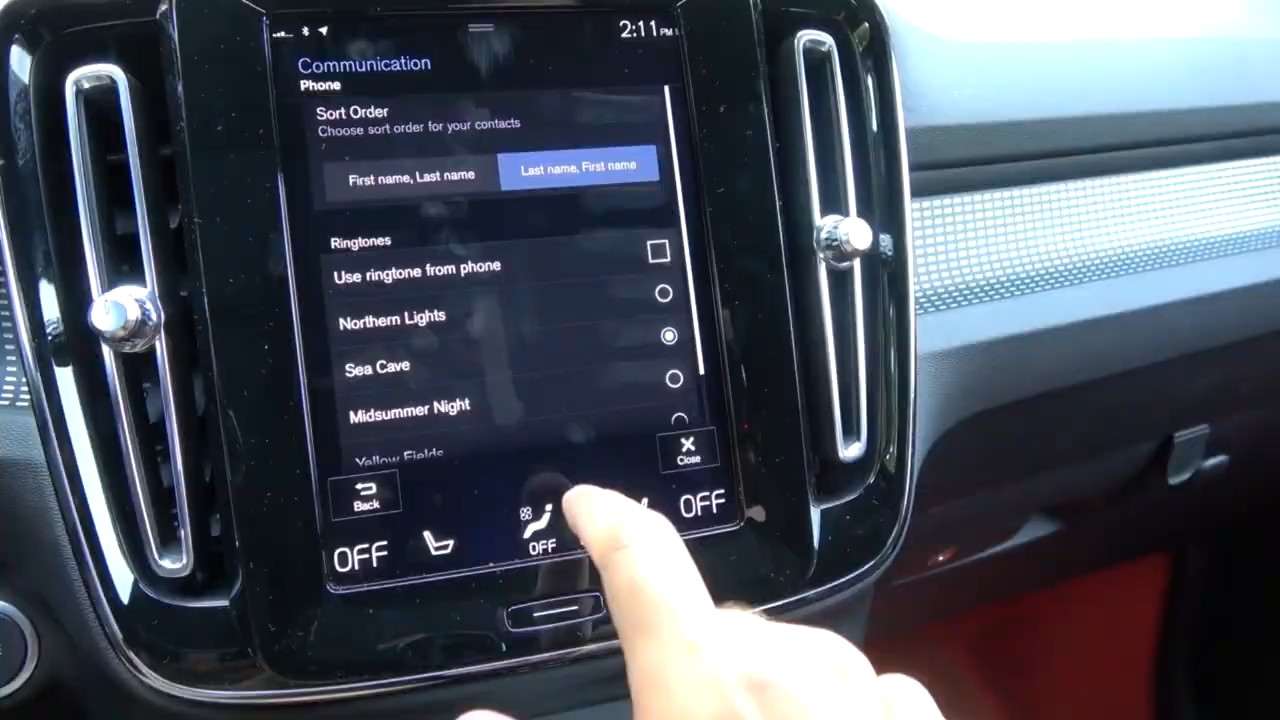 2:11 PM
Communication
Phone
Sort Order
Choose sort order for your contacts
First name, Last name
Last name, First name
Ringtones
Use ringtone from phone
Northern Lights
Sea Cave
Midsummer Night
Yellow Fields
Close
Back
OFF
OFF
OFF